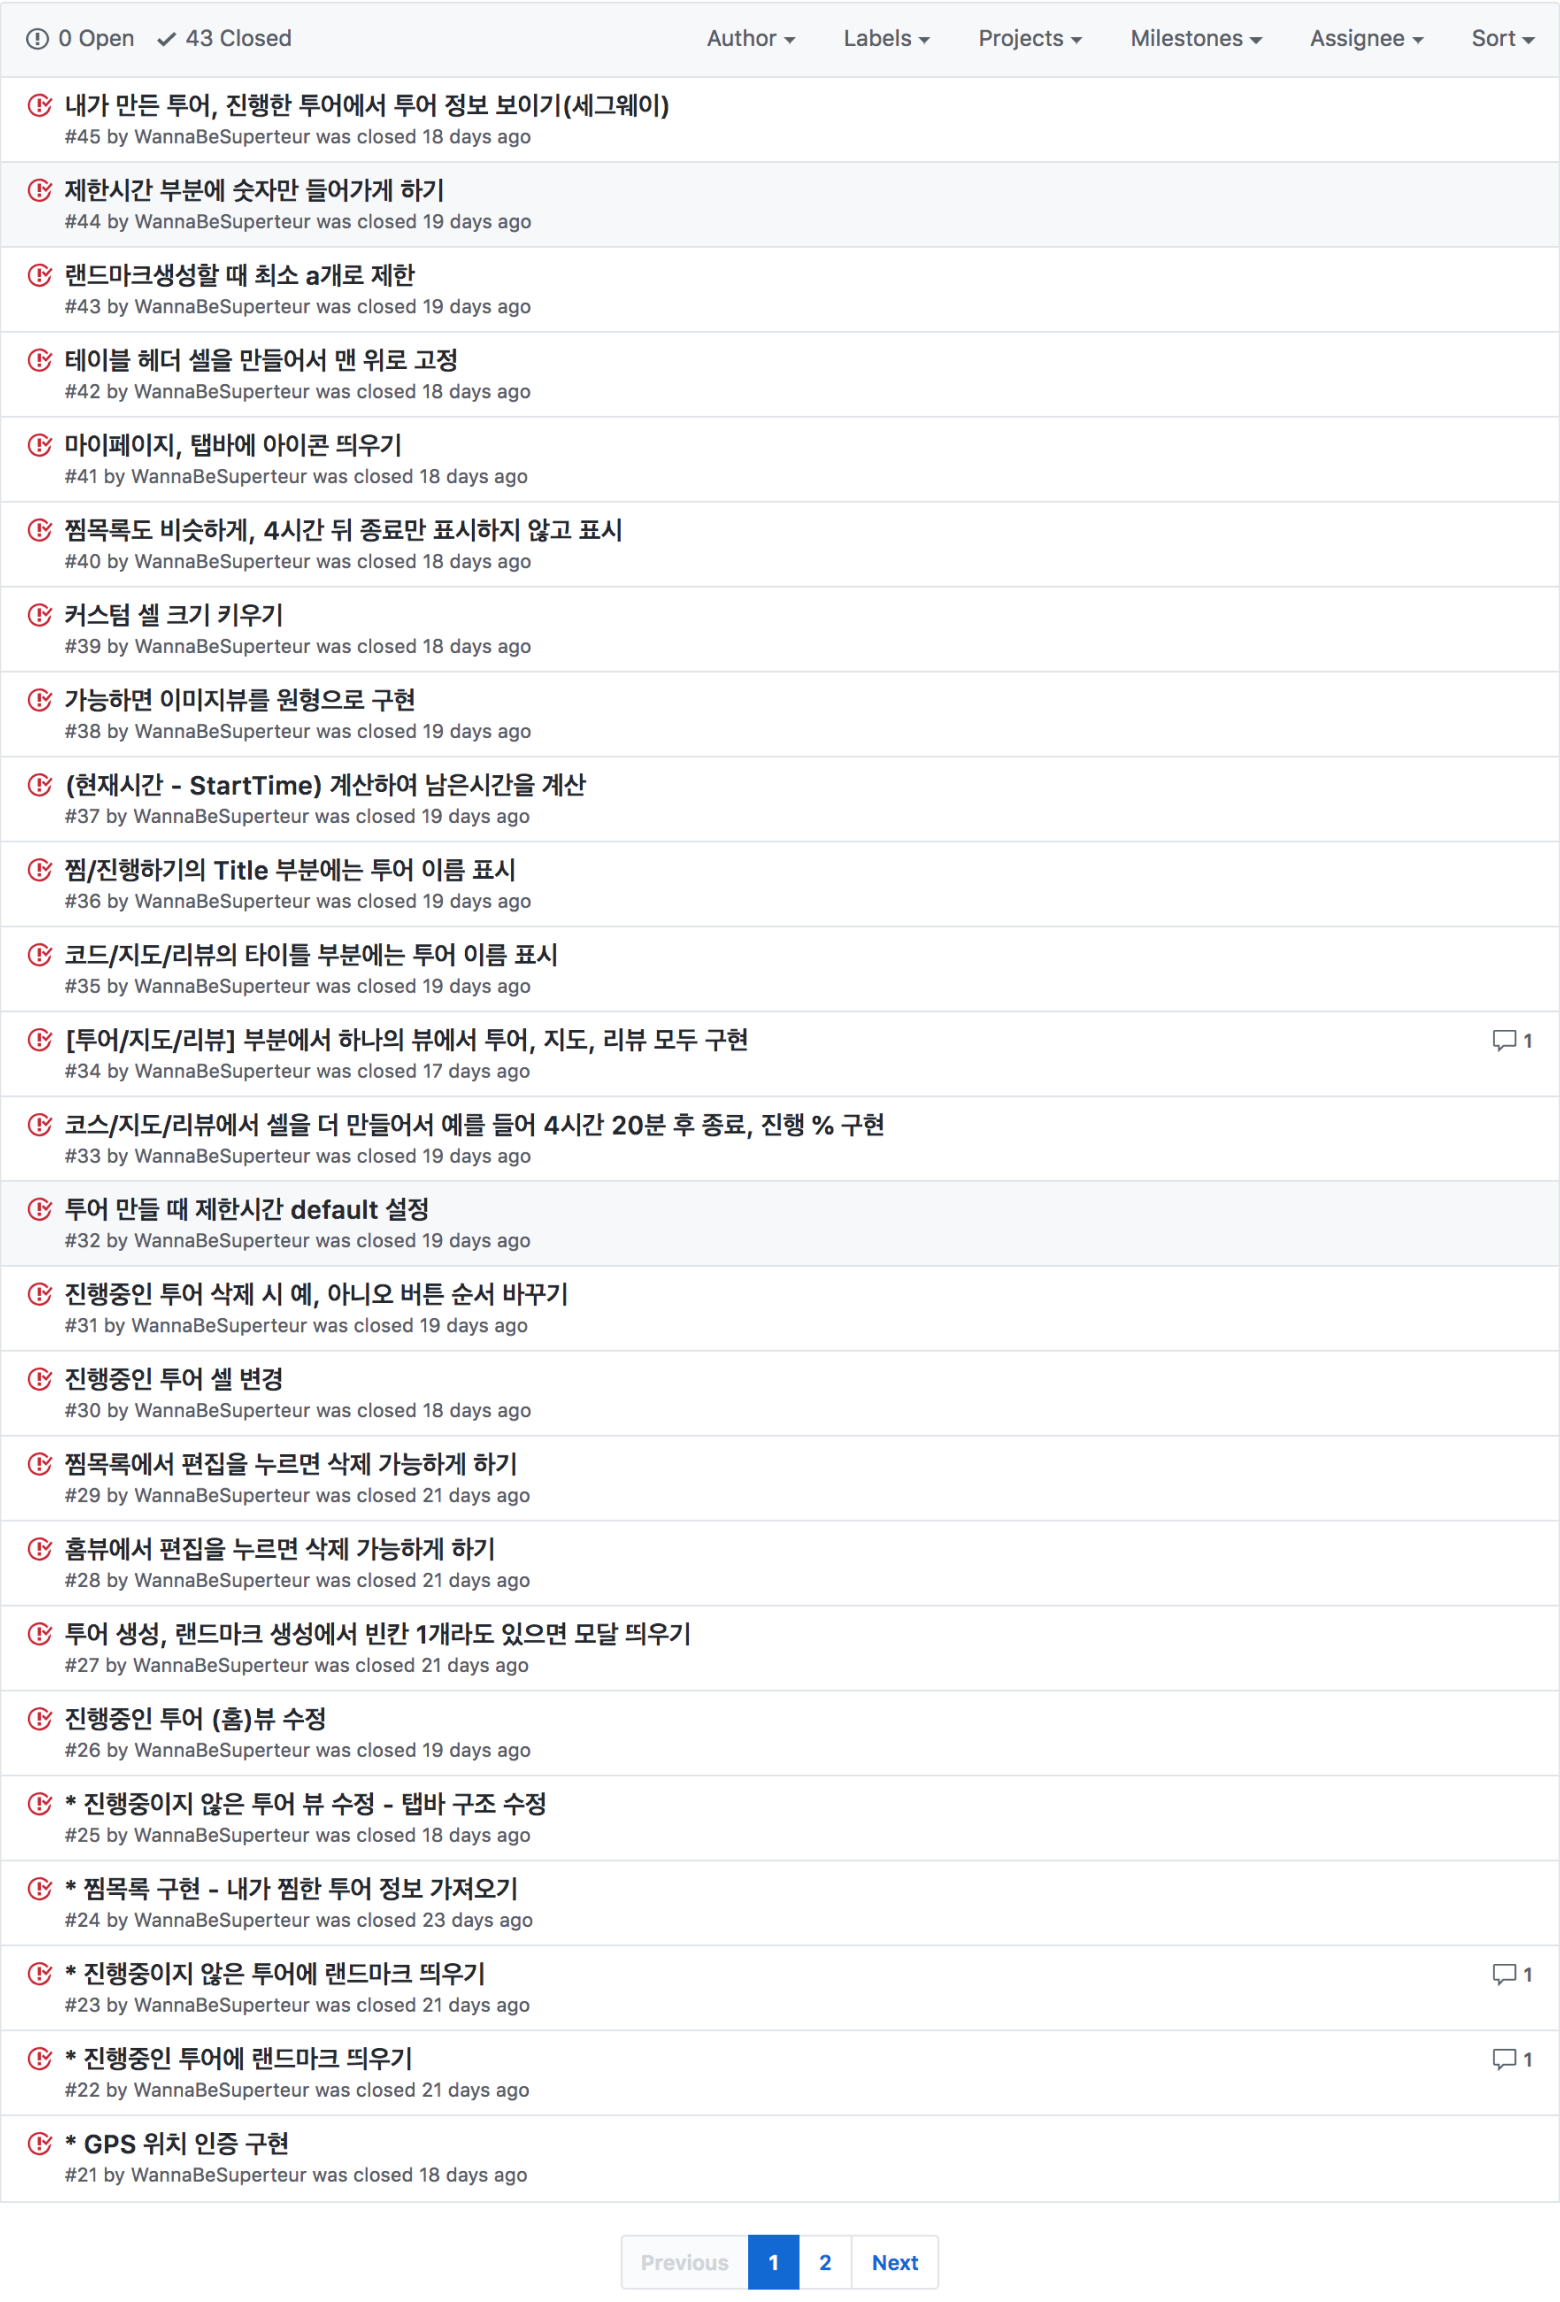 0 Open 43 Closed Author Labels Projects Milestones Assignee Sort
내가 만든 투어, 진행한 투어에서 투어 정보 보이기(세그웨이)
#45 by WannaBeSuperteur was closed 18 days ago
제한시간 부분에 숫자만 들어가게 하기
#44 by WannaBeSuperteur was closed 19 days ago
랜드마크생성할 때 최소 a개로 제한
#43 by WannaBeSuperteur was closed 19 days ago
테이블 헤더 셀을 만들어서 맨 위로 고정
#42 by WannaBeSuperteur was closed 18 days ago
마이페이지, 탭바에 아이콘 띄우기
#41 by WannaBeSuperteur was closed 18 days ago
찜목록도 비슷하게, 4시간 뒤 종료만 표시하지 않고 표시
#40 by WannaBeSuperteur was closed 18 days ago
커스텀 셀 크기 키우기
#39 by WannaBeSuperteur was closed 18 days ago
가능하면 이미지뷰를 원형으로 구현
#38 by WannaBeSuperteur was closed 19 days ago
(현재시간 - StartTime) 계산하여 남은시간을 계산
#37 by WannaBeSuperteur was closed 19 days ago
찜/진행하기의 Title 부분에는 투어 이름 표시
#36 by WannaBeSuperteur was closed 19 days ago
코드/지도/리뷰의 타이틀 부분에는 투어 이름 표시
#35 by WannaBeSuperteur was closed 19 days ago
[투어/지도/리뷰] 부분에서 하나의 뷰에서 투어, 지도, 리뷰 모두 구현 1
#34 by WannaBeSuperteur was closed 17 days ago
코스/지도/리뷰에서 셀을 더 만들어서 예를 들어 4시간 20분 후 종료, 진행 % 구현
#33 by WannaBeSuperteur was closed 19 days ago
투어 만들 때 제한시간 default 설정
#32 by WannaBeSuperteur was closed 19 days ago
진행중인 투어 삭제 시 예, 아니오 버튼 순서 바꾸기
#31 by WannaBeSuperteur was closed 19 days ago
진행중인 투어 셀 변경
#30 by WannaBeSuperteur was closed 18 days ago
찜목록에서 편집을 누르면 삭제 가능하게 하기
#29 by WannaBeSuperteur was closed 21 days ago
홈뷰에서 편집을 누르면 삭제 가능하게 하기
#28 by WannaBeSuperteur was closed 21 days ago
투어 생성, 랜드마크 생성에서 빈칸 1개라도 있으면 모달 띄우기
#27 by WannaBeSuperteur was closed 21 days ago
진행중인 투어 (홈)뷰 수정
#26 by WannaBeSuperteur was closed 19 days ago
* 진행중이지 않은 투어 뷰 수정 - 탭바 구조 수정
#25 by WannaBeSuperteur was closed 18 days ago
* 찜목록 구현 - 내가 찜한 투어 정보 가져오기
#24 by WannaBeSuperteur was closed 23 days ago
* 진행중이지 않은 투어에 랜드마크 띄우기 1
#23 by WannaBeSuperteur was closed 21 days ago
* 진행중인 투어에 랜드마크 띄우기 1
#22 by WannaBeSuperteur was closed 21 days ago
* GPS 위치 인증 구현
#21 by WannaBeSuperteur was closed 18 days ago
Previous 1 2 Next